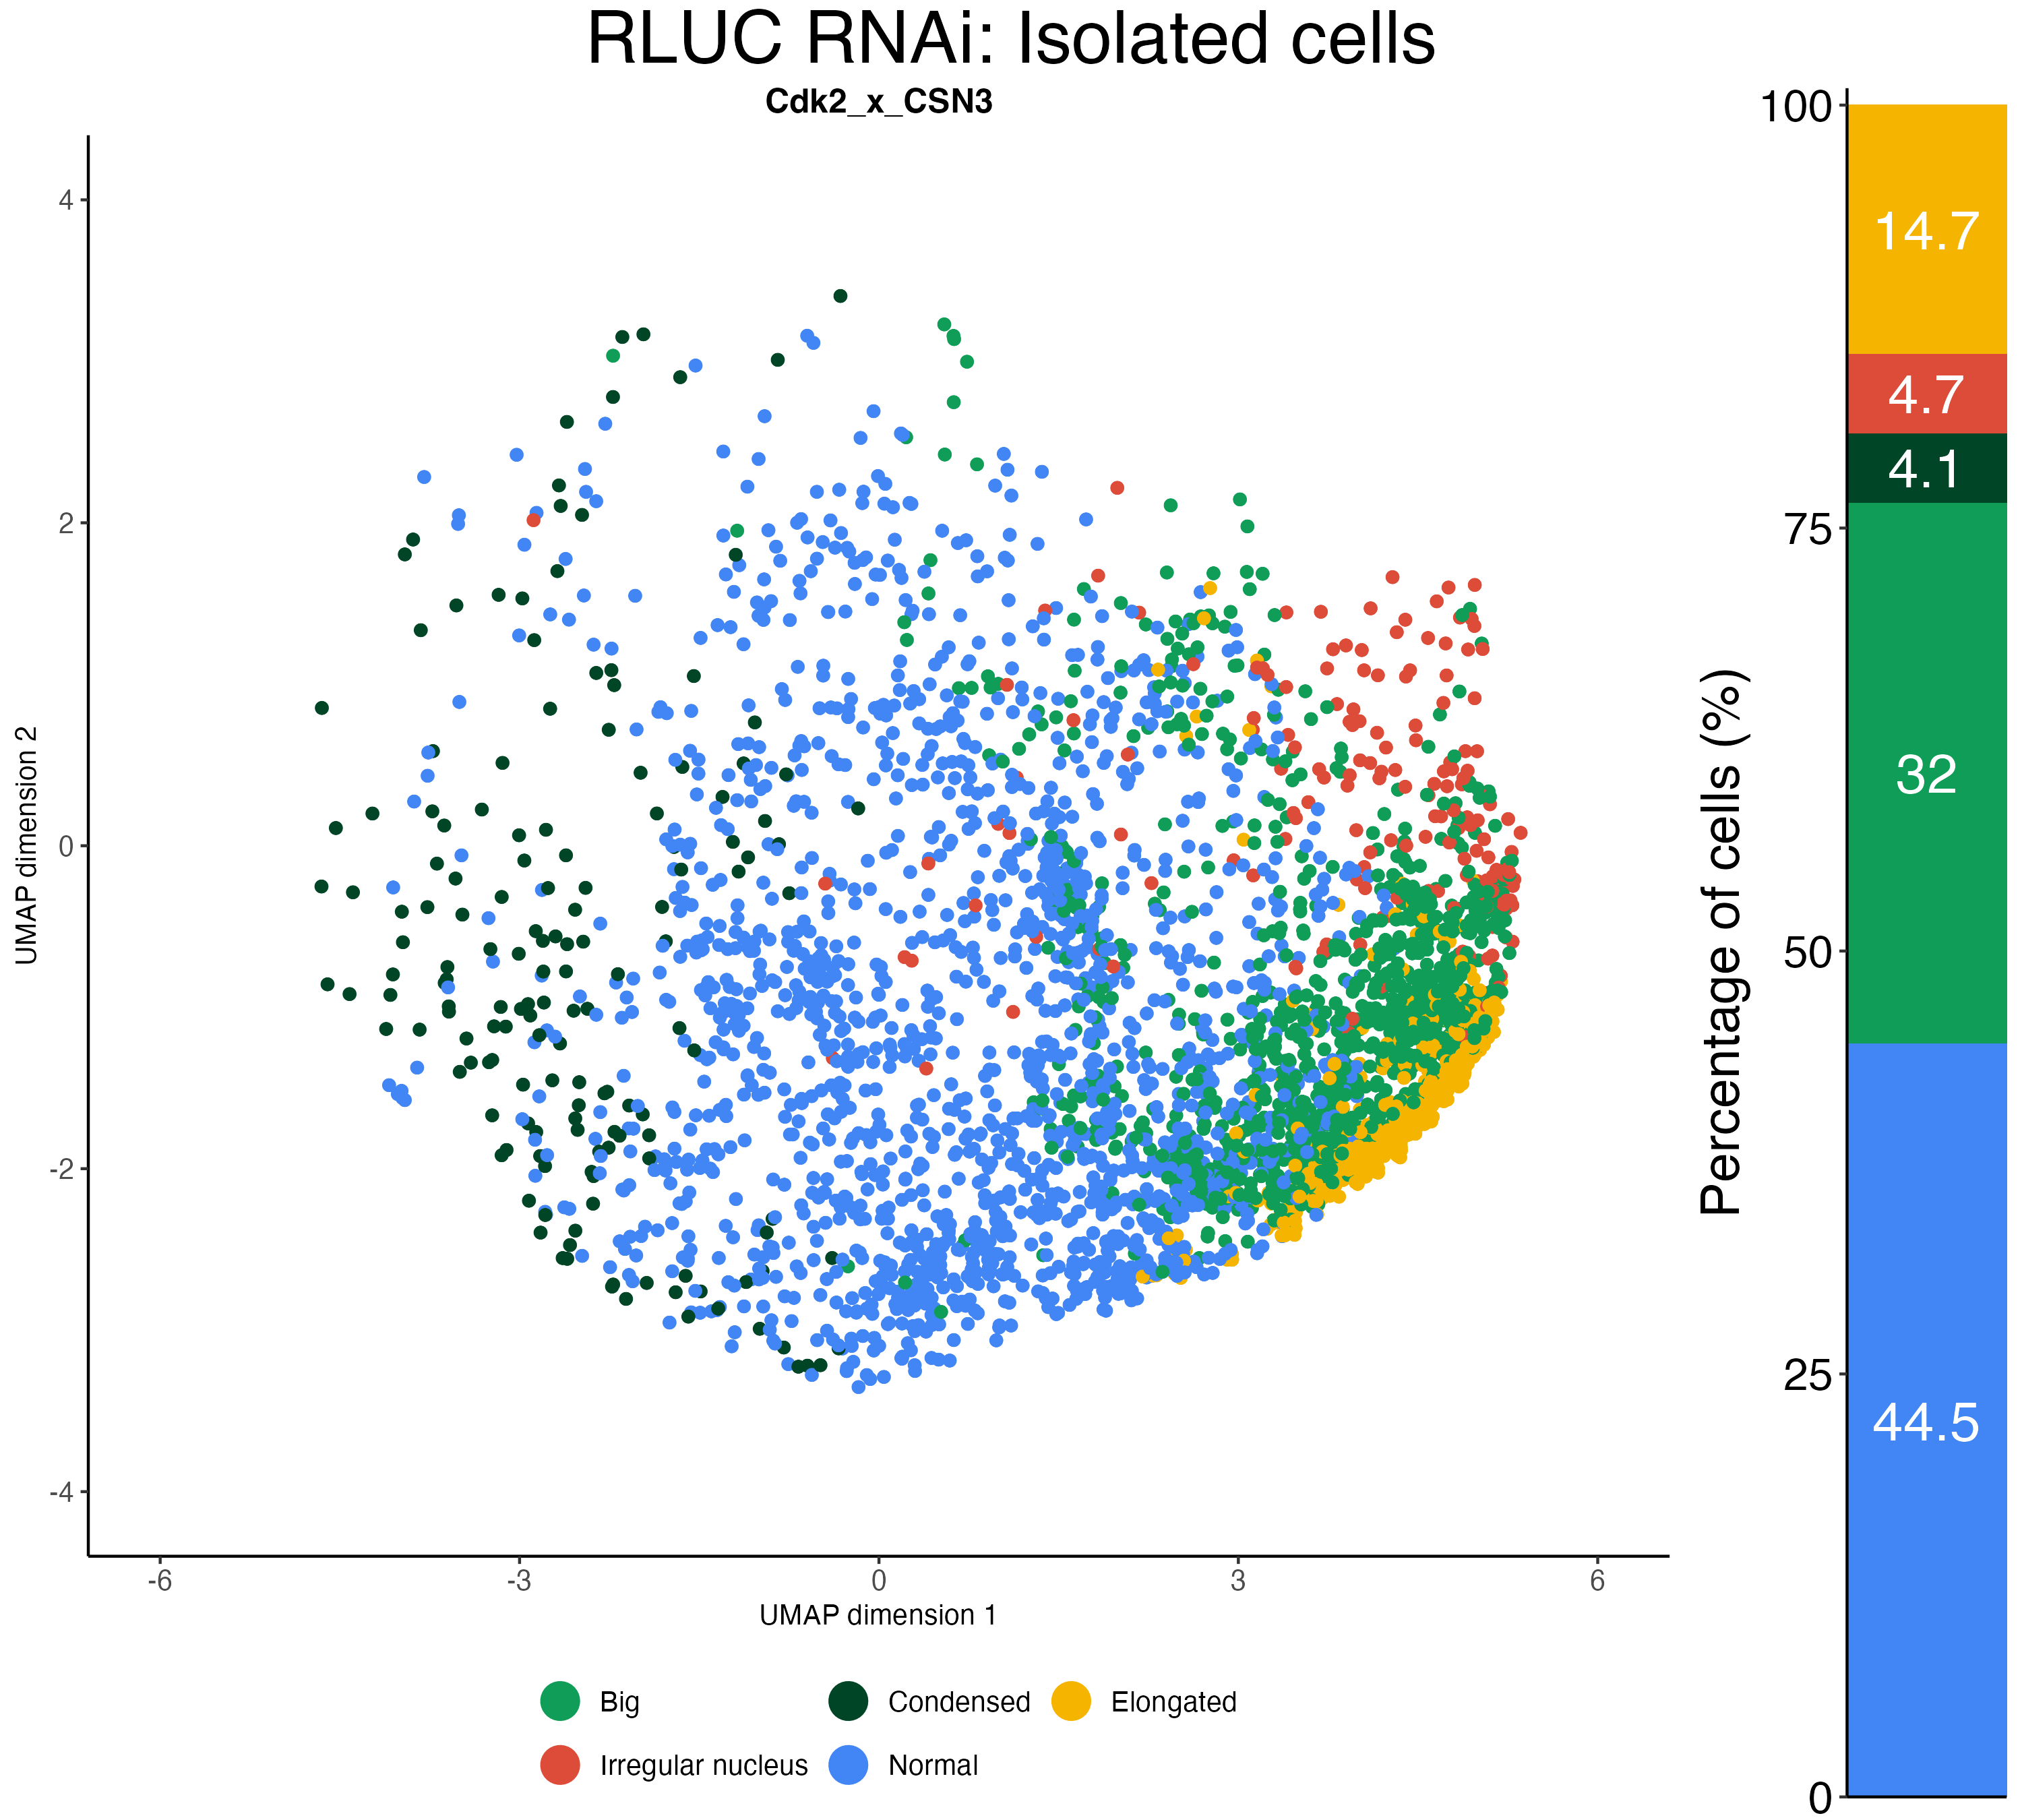 RLUC RNAi: Isolated cells
Cdk2_x_CSN3
UMAP dimension 2
4
2
0
-2
-4
-6
-3
0
3
6
UMAP dimension 1
Big
Condensed
Elongated
Irregular nucleus
Normal
Percentage of cells (%)
100
75
50
25
0
14.7
4.7
4.1
32
44.5